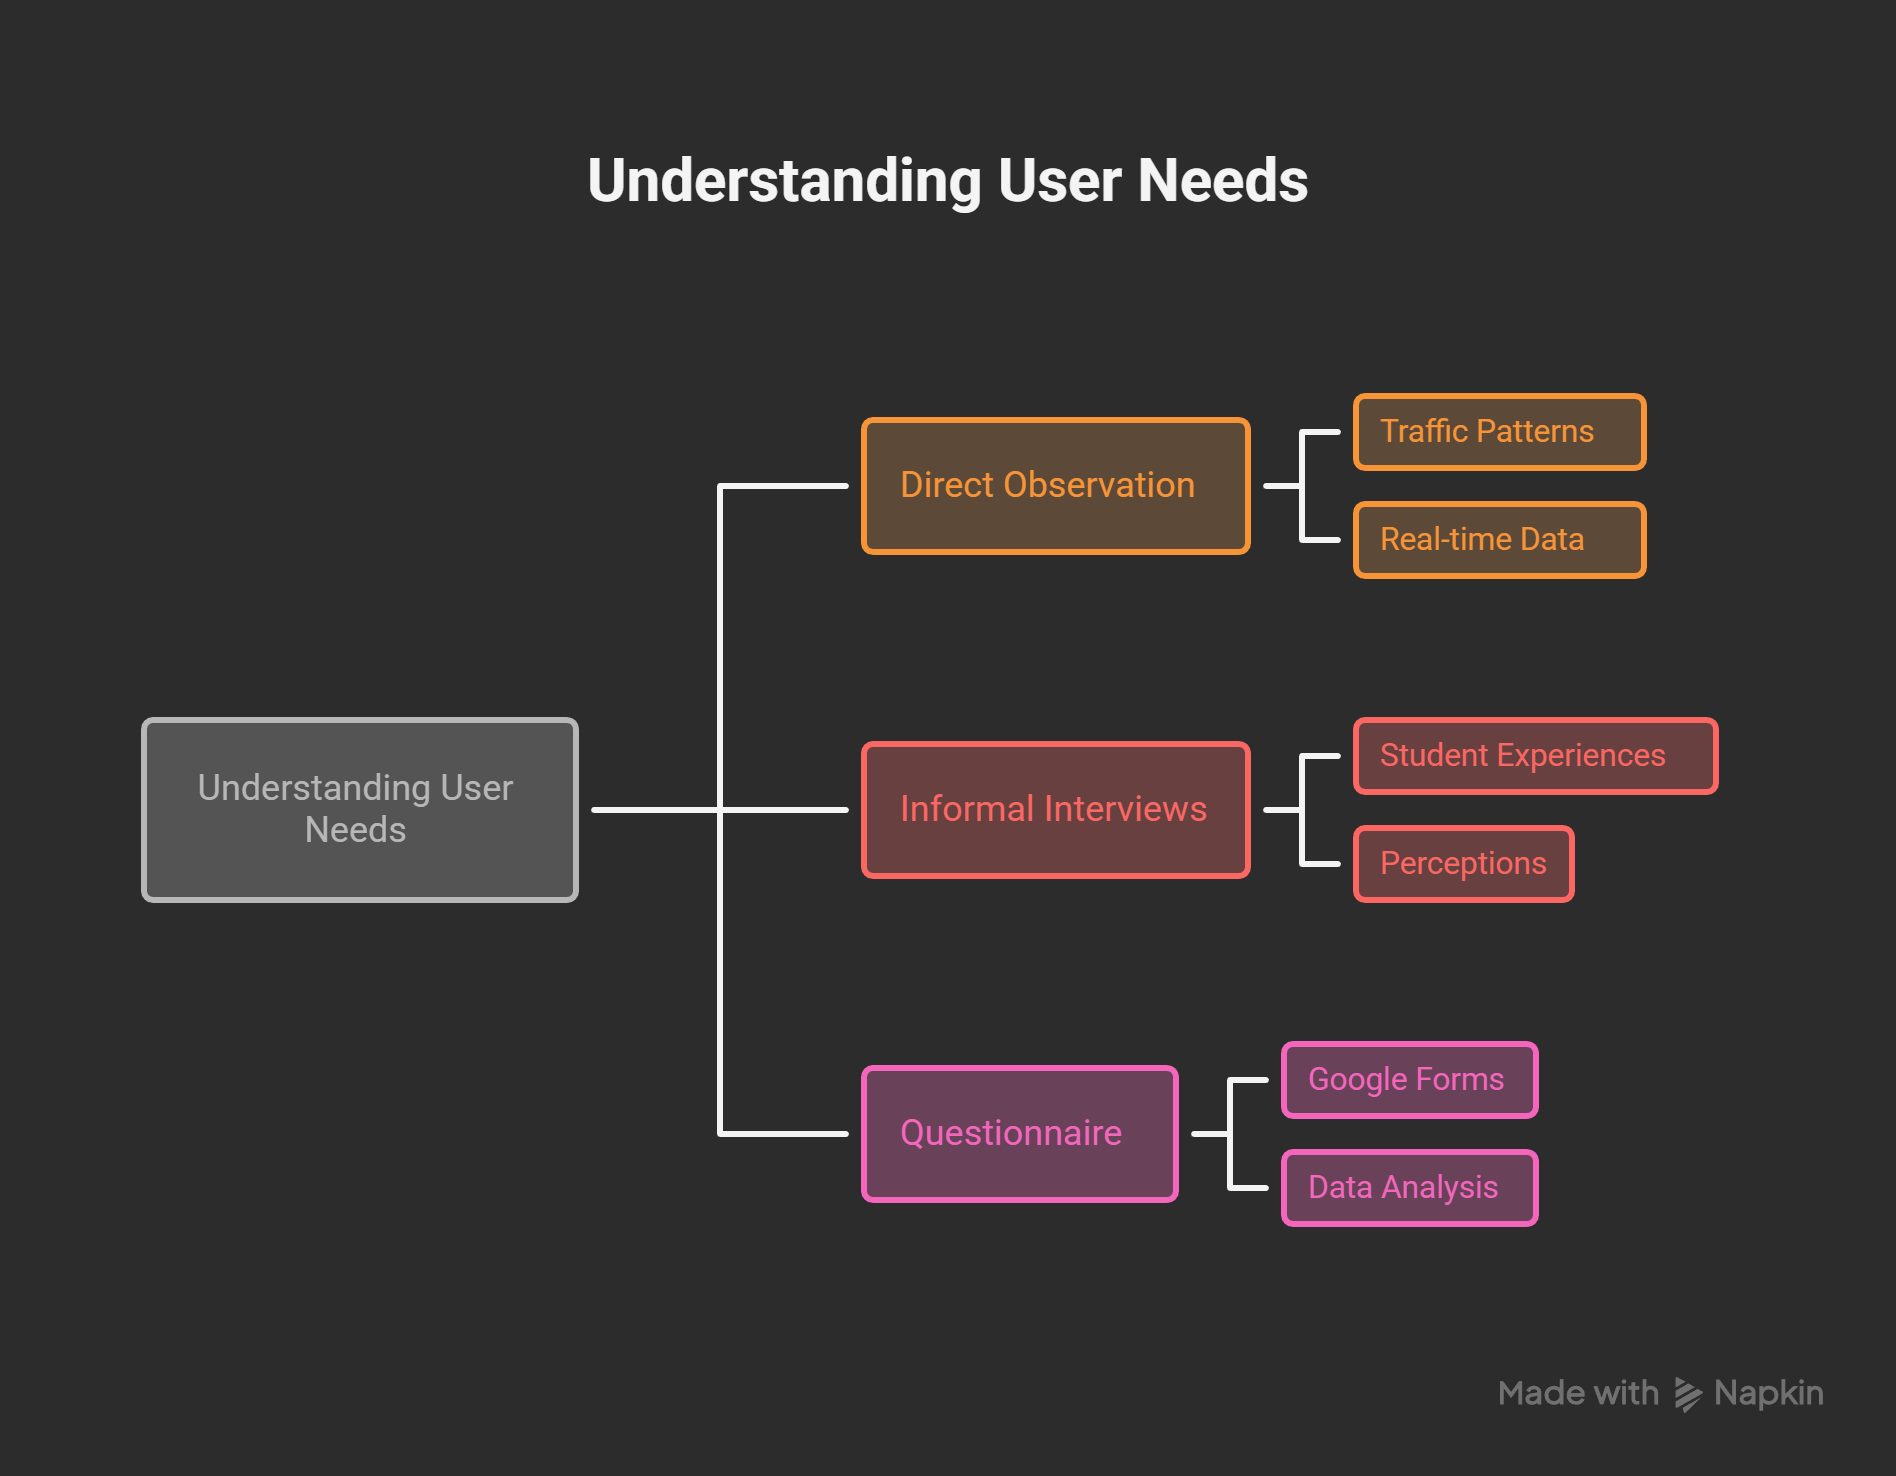 Understanding User Needs
Understanding User
Needs
Direct Observation
Traffic Patterns
Real-time Data
Informal Interviews
Student Experiences
Perceptions
Questionnaire
Google Forms
Data Analysis
Made with Napkin